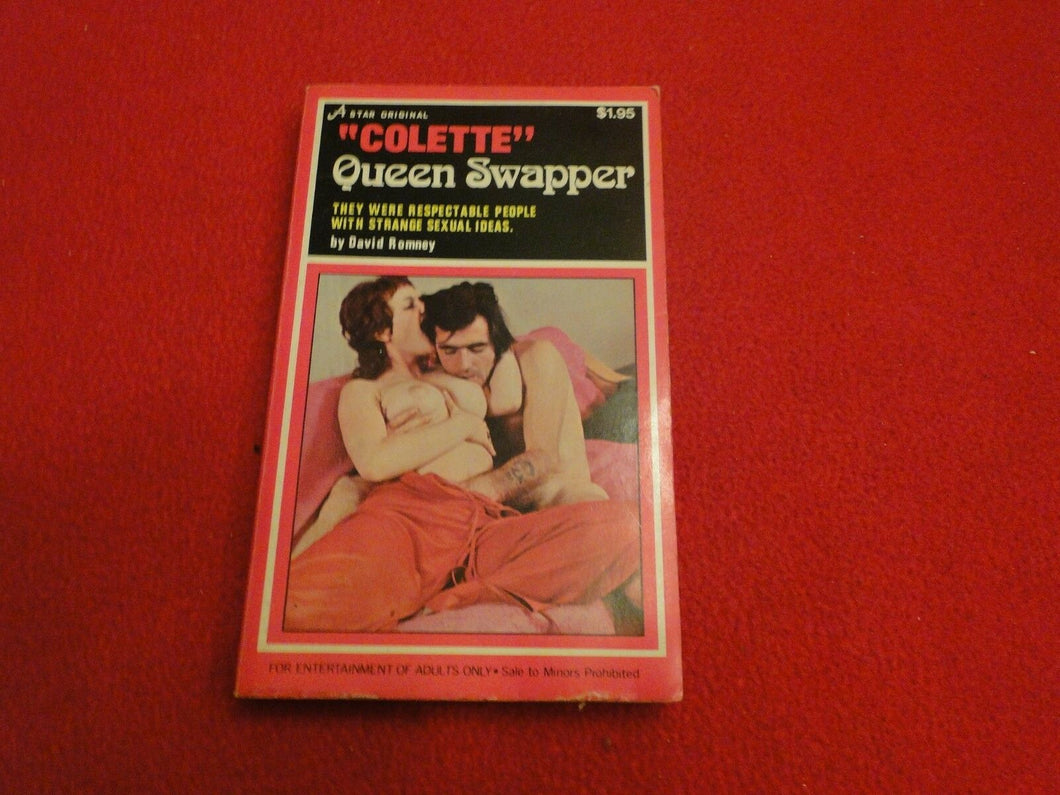 A STAR ORIGINAL
$1.95
"COLETTE"
Queen Swapper
THEY WERE RESPECTABLE PEOPLE
WITH STRANGE SEXUAL IDEAS.
by David Romney
FOR ENTERTAINMENT OF ADULTS ONLY • Sale to Minors Prohibited